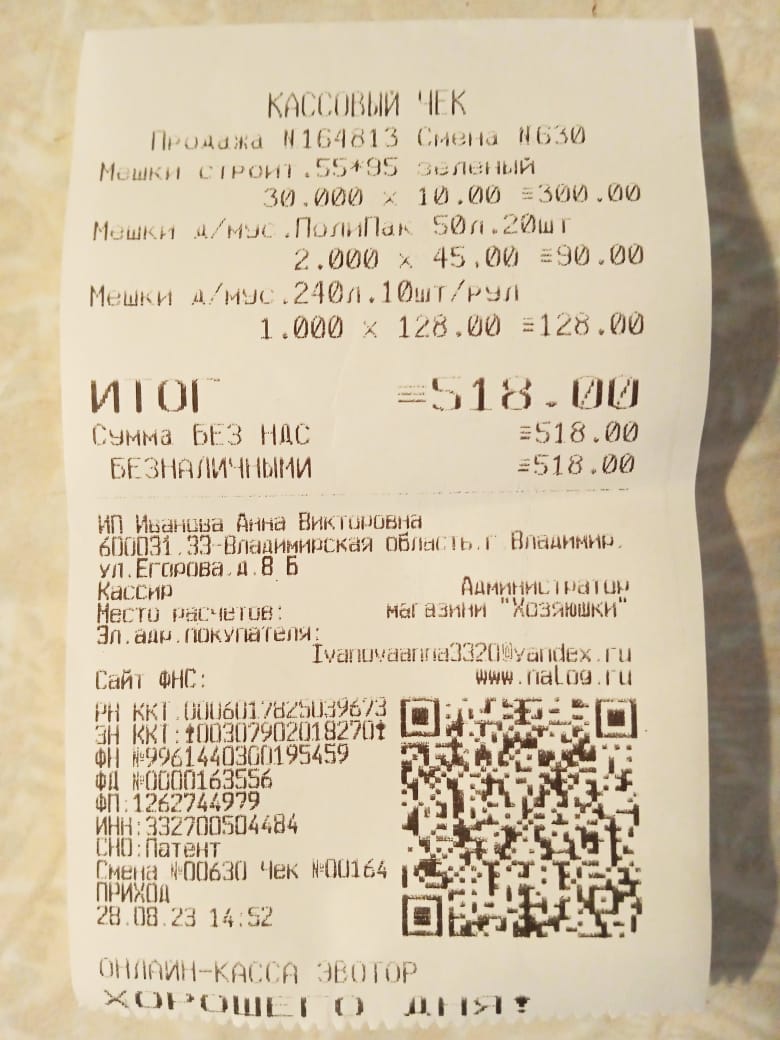 КАССОВЫЙ ЧЕК
Продажа N164813 Смена N630
Мешки строит.55*95 зеленый
30.000 x 10.00 =300.00
Мешки д/мус.ПолиПак 50л.20шт
2.000 x 45.00 =90.00
Мешки д/мус.240л.10шт/рул
1.000 x 128.00 =128.00
ИТОГ =518.00
Сумма БЕЗ НДС =518.00
БЕЗНАЛИЧНЫМИ =518.00
ИП Иванова Анна Викторовна
600031,33-Владимирская область,г Владимир,
ул.Егорова,д.8 Б
Кассир Администратор
Место расчетов: магазини "Хозяюшки"
Эл.адр.покупателя:
Ivanovaanna3320@yandex.ru
Сайт ФНС: www.nalog.ru
РН ККТ:0006017825039673
ЗН ККТ:↑00307902018270↑
ФН №9961440300195459
ФД №0000163556
ФП:1262744979
ИНН:332700504484
СНО:Патент
Смена №00630 Чек №00164
ПРИХОД
28.08.23 14:52
ОНЛАЙН-КАССА ЭВОТОР
ХОРОШЕГО ДНЯ!